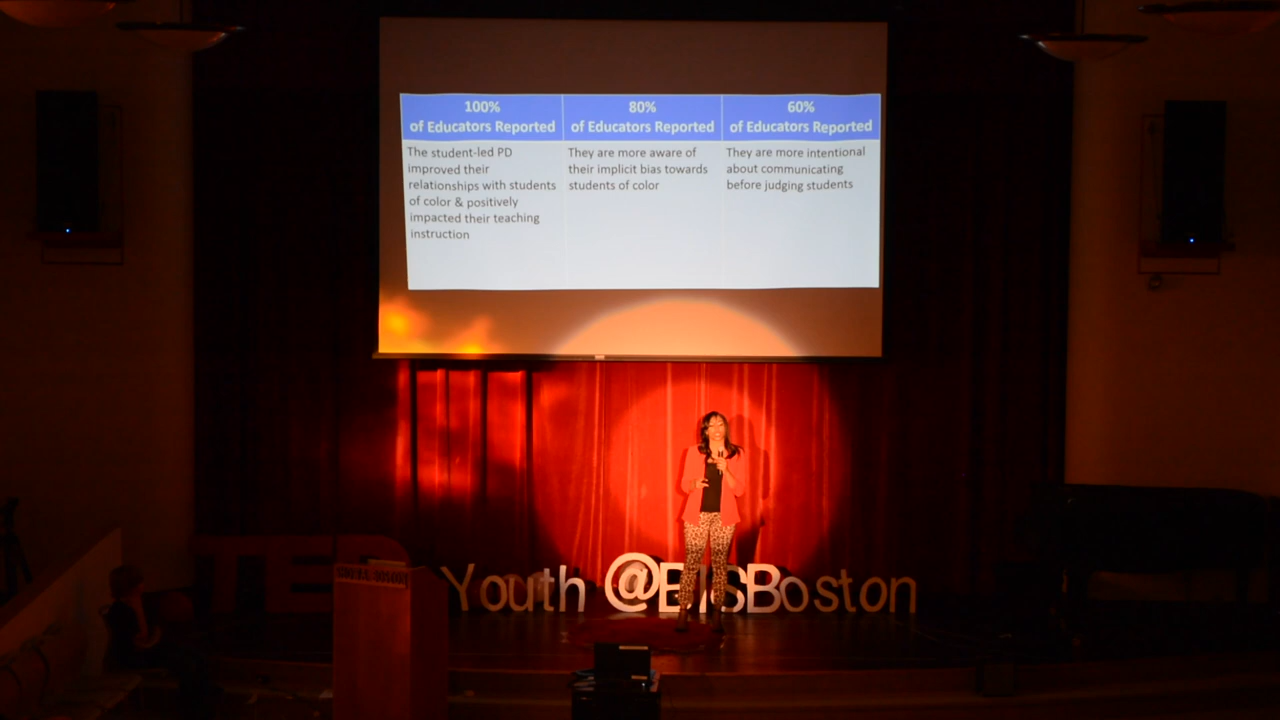 100%
of Educators Reported
80%
of Educators Reported
60%
of Educators Reported
The student-led PD
improved their
relationships with students
of color & positively
impacted their teaching
instruction
They are more aware of
their implicit bias towards
students of color
They are more intentional
about communicating
before judging students
TED Youth @BISBoston